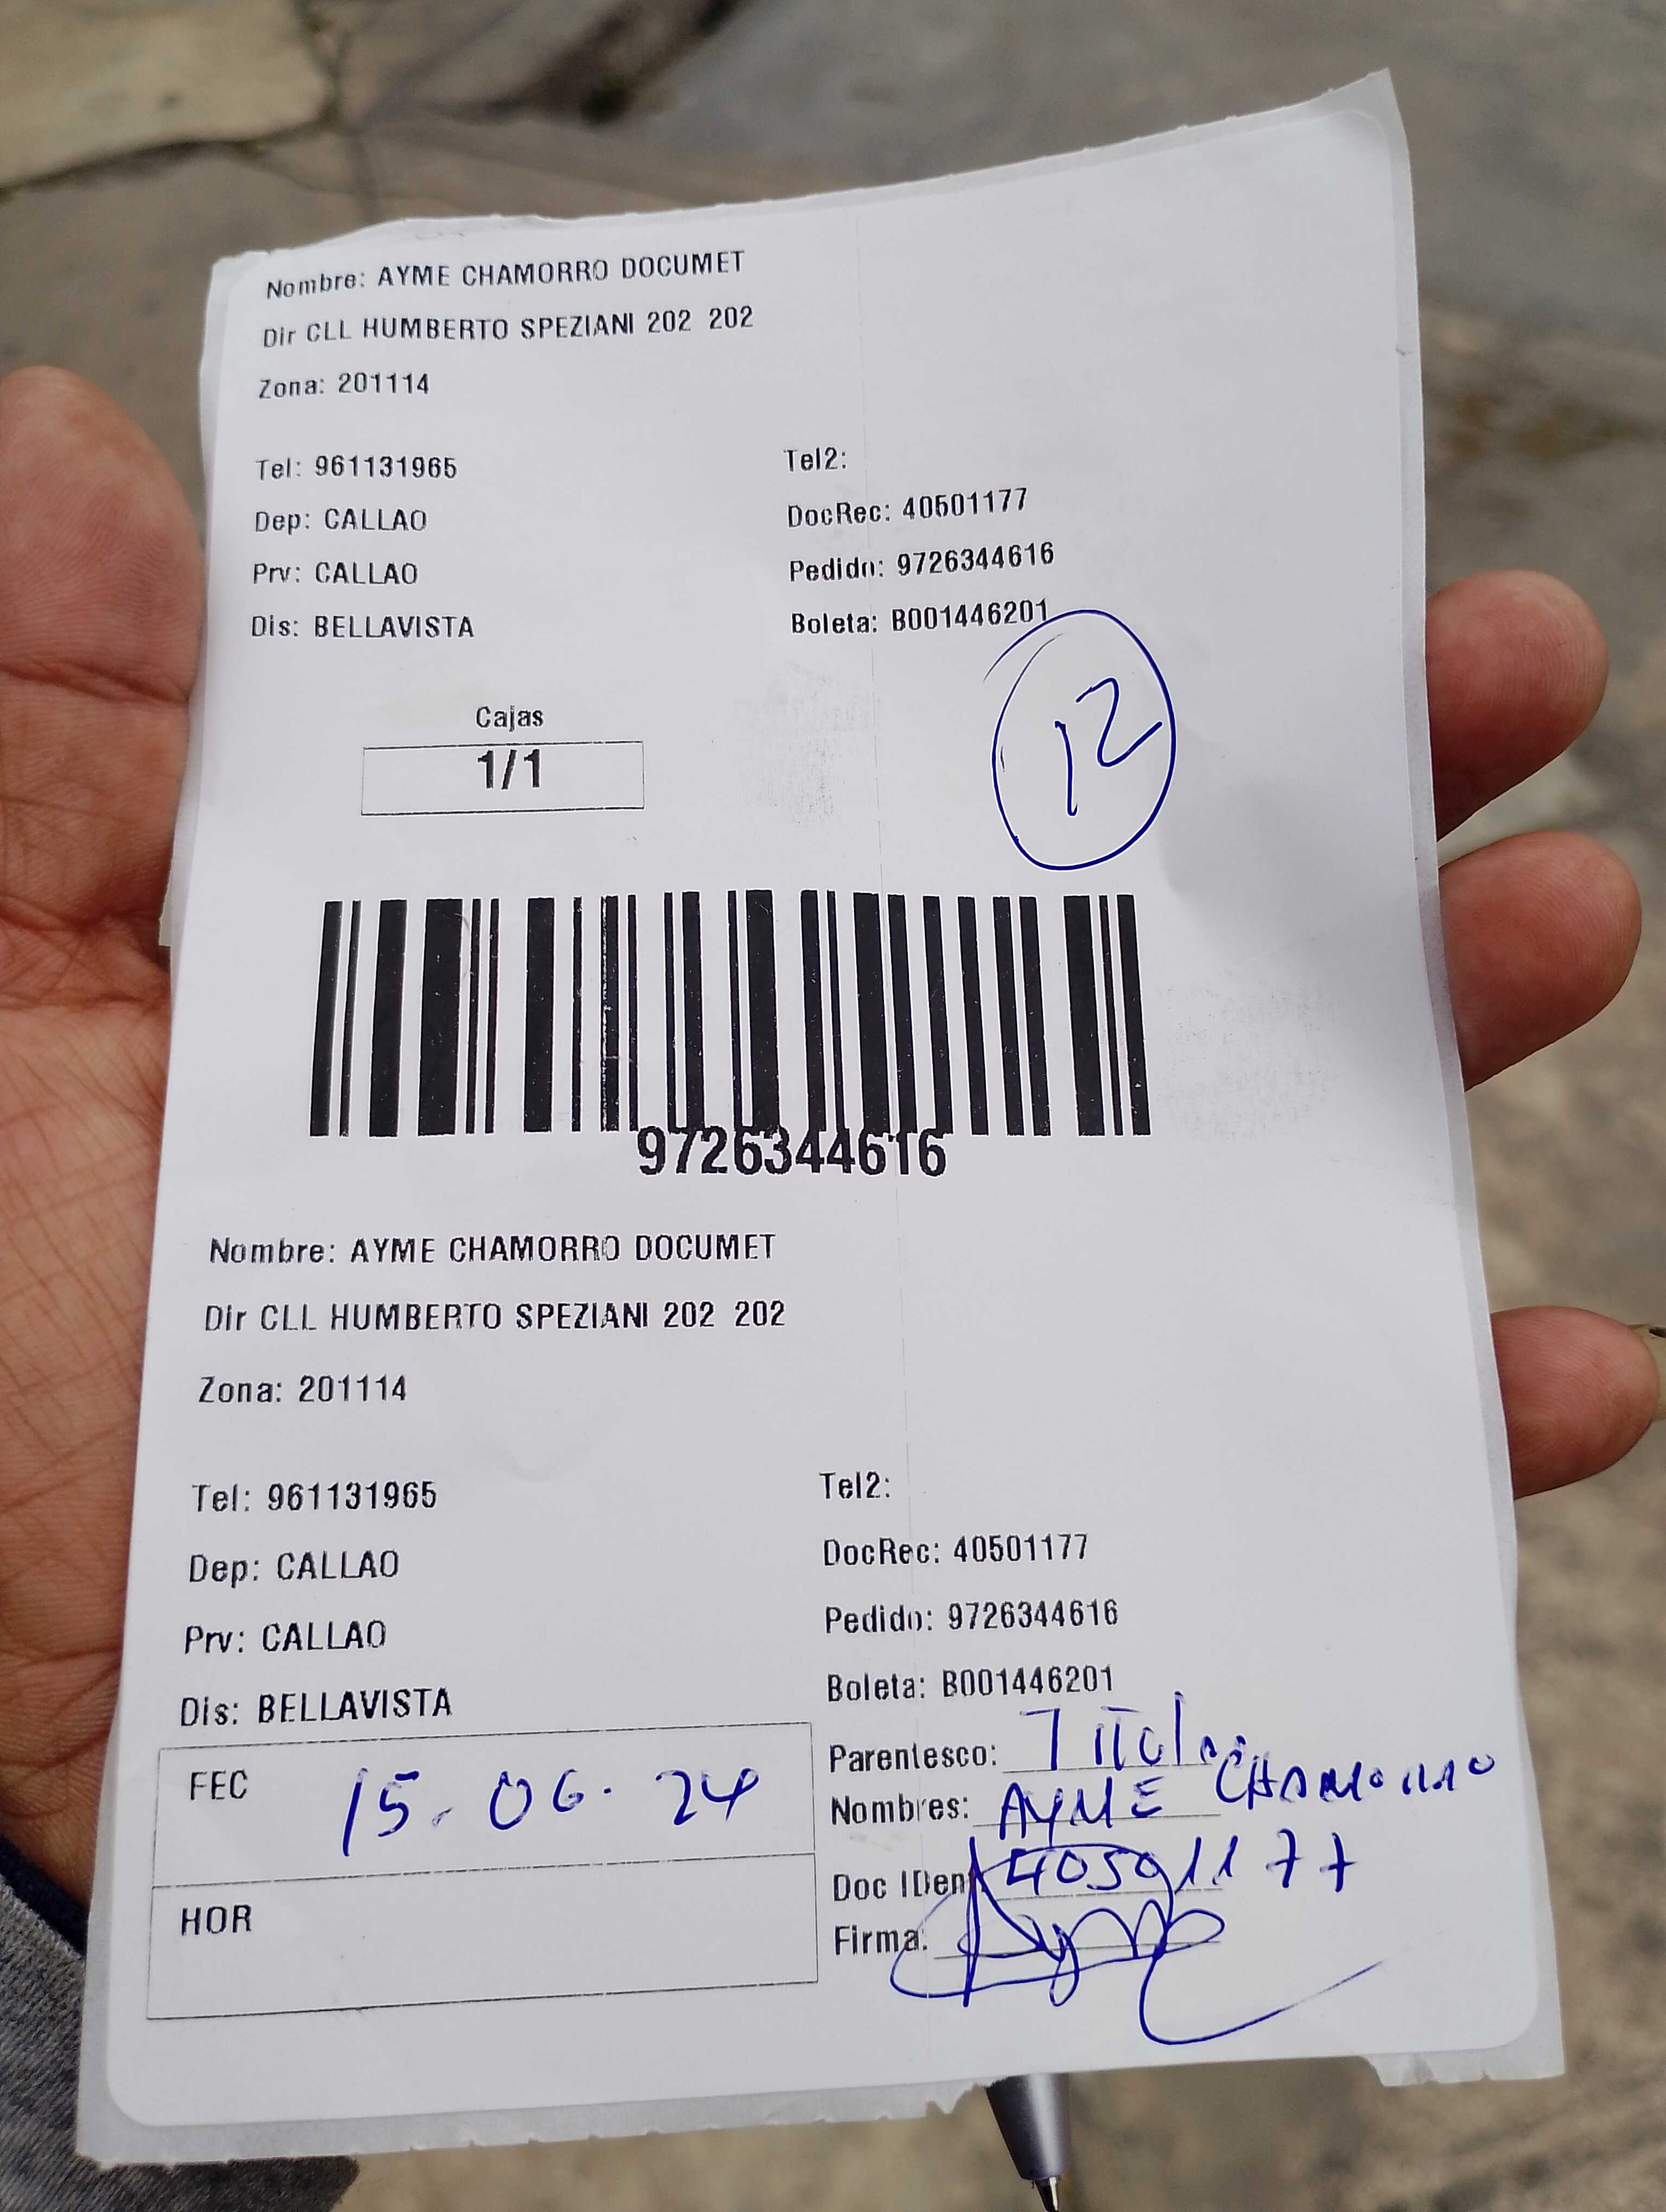 Nombre: AYME CHAMORRO DOCUMET
Dir CLL HUMBERTO SPEZIANI 202 202
Zona: 201114
Tel: 961131965 Tel2:
Dep: CALLAO DocRec: 40501177
Prv: CALLAO Pedido: 9726344616
Dis: BELLAVISTA Boleta: B001446201
Cajas
1/1
12
9726344616
Nombre: AYME CHAMORRO DOCUMET
Dir CLL HUMBERTO SPEZIANI 202 202
Zona: 201114
Tel: 961131965 Tel2:
Dep: CALLAO DocRec: 40501177
Prv: CALLAO Pedido: 9726344616
Dis: BELLAVISTA Boleta: B001446201
FEC 15.06.24
HOR
Parentesco: Titular
Nombres: AYME CHAMORRO
Doc IDen 40501177
Firma: